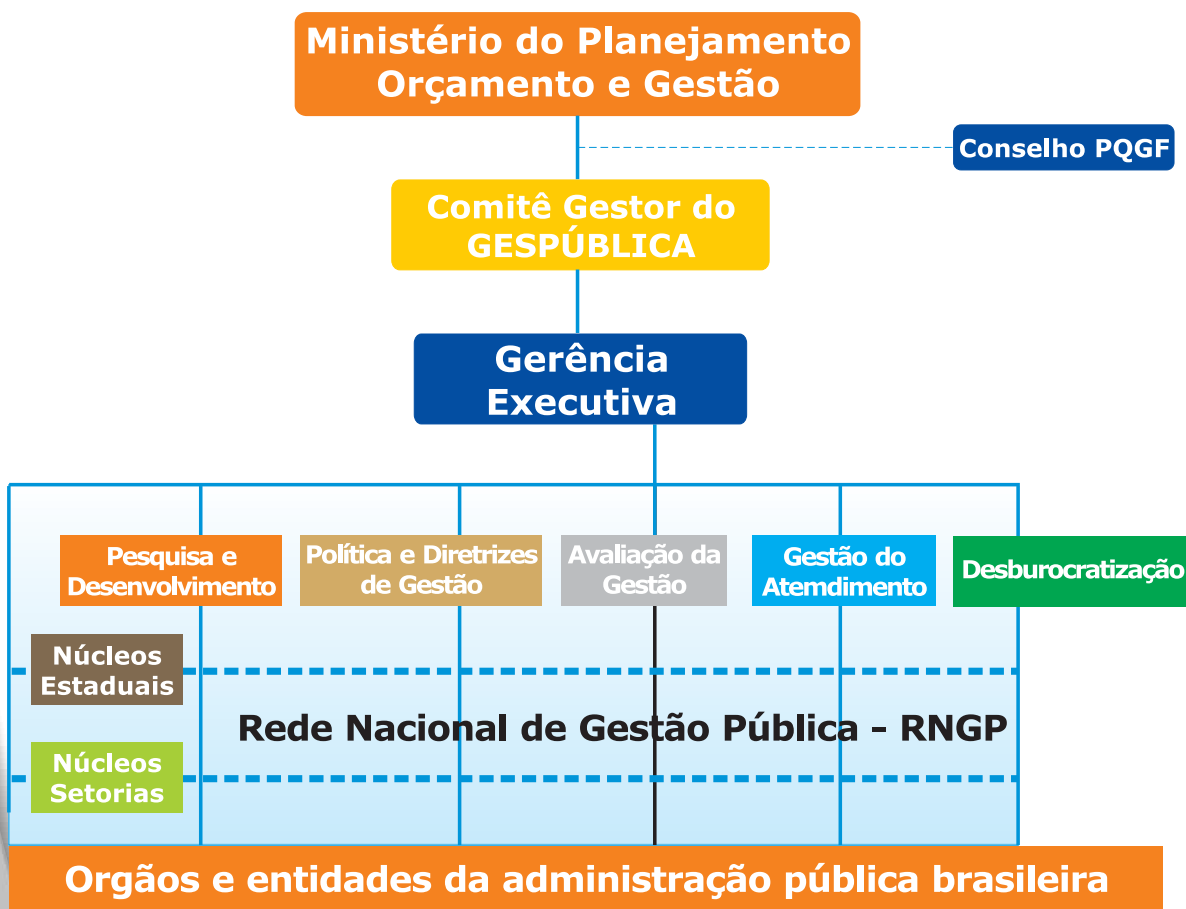 Ministério do Planejamento
Orçamento e Gestão
Conselho PQGF
Comitê Gestor do
GESPÚBLICA
Gerência
Executiva
Pesquisa e
Desenvolvimento
Política e Diretrizes
de Gestão
Avaliação da
Gestão
Gestão do
Atemdimento
Desburocratização
Núcleos
Estaduais
Rede Nacional de Gestão Pública - RNGP
Núcleos
Setorias
Orgãos e entidades da administração pública brasileira